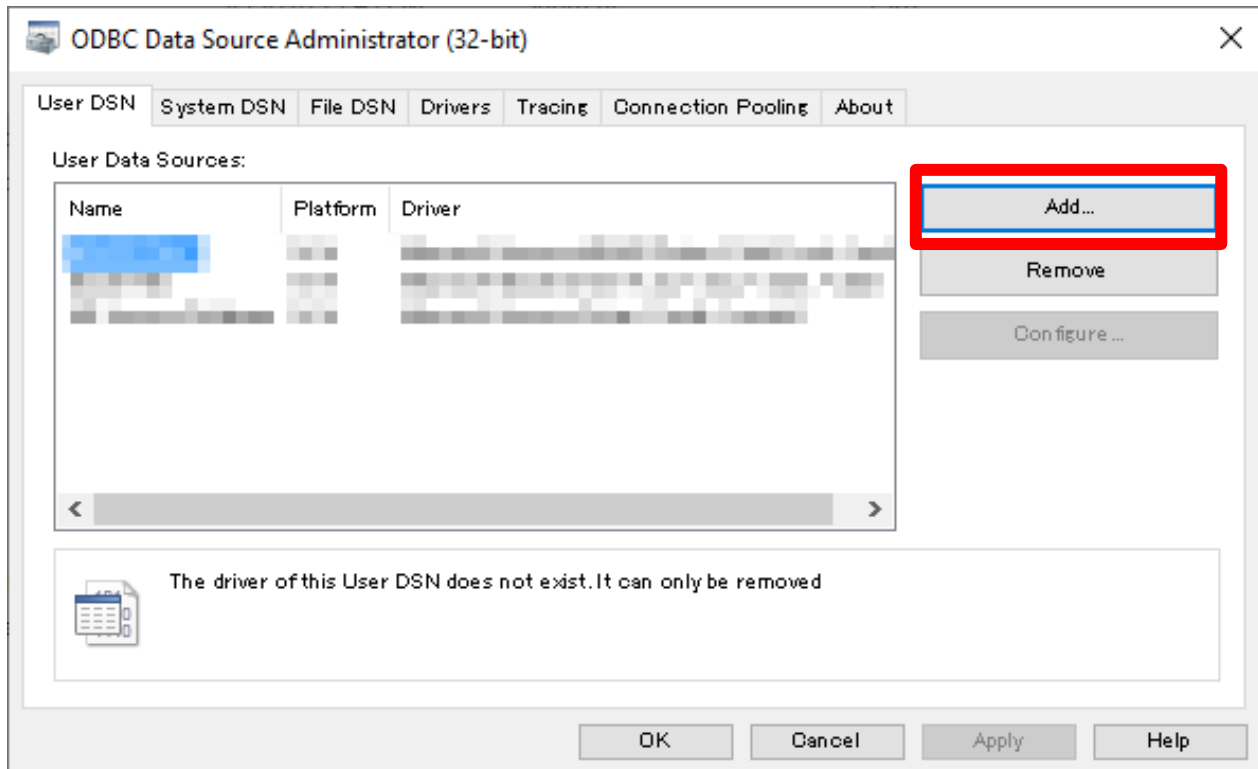 ODBC Data Source Administrator (32-bit)
User DSN System DSN File DSN Drivers Tracing Connection Pooling About
User Data Sources:
Name Platform Driver
Add...
Remove
Configure...
The driver of this User DSN does not exist. It can only be removed
OK Cancel Apply Help